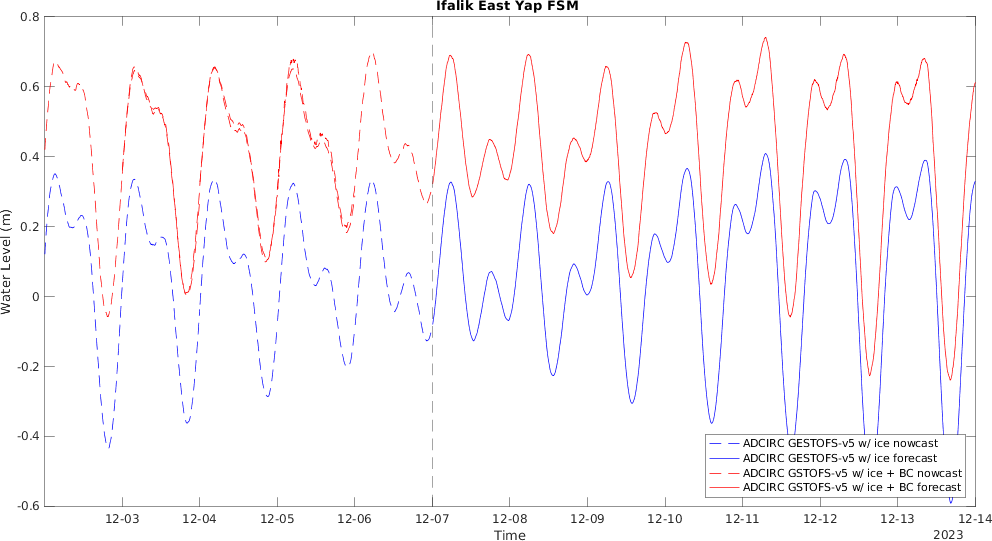 Ifalik East Yap FSM
0.8
0.6
0.4
0.2
0
-0.2
-0.4
-0.6
Water Level (m)
ADCIRC GESTOFS-v5 w/ ice nowcast
ADCIRC GESTOFS-v5 w/ ice forecast
ADCIRC GSTOFS-v5 w/ ice + BC nowcast
ADCIRC GSTOFS-v5 w/ ice + BC forecast
12-03 12-04 12-05 12-06 12-07 12-08 12-09 12-10 12-11 12-12 12-13 12-14
Time
2023